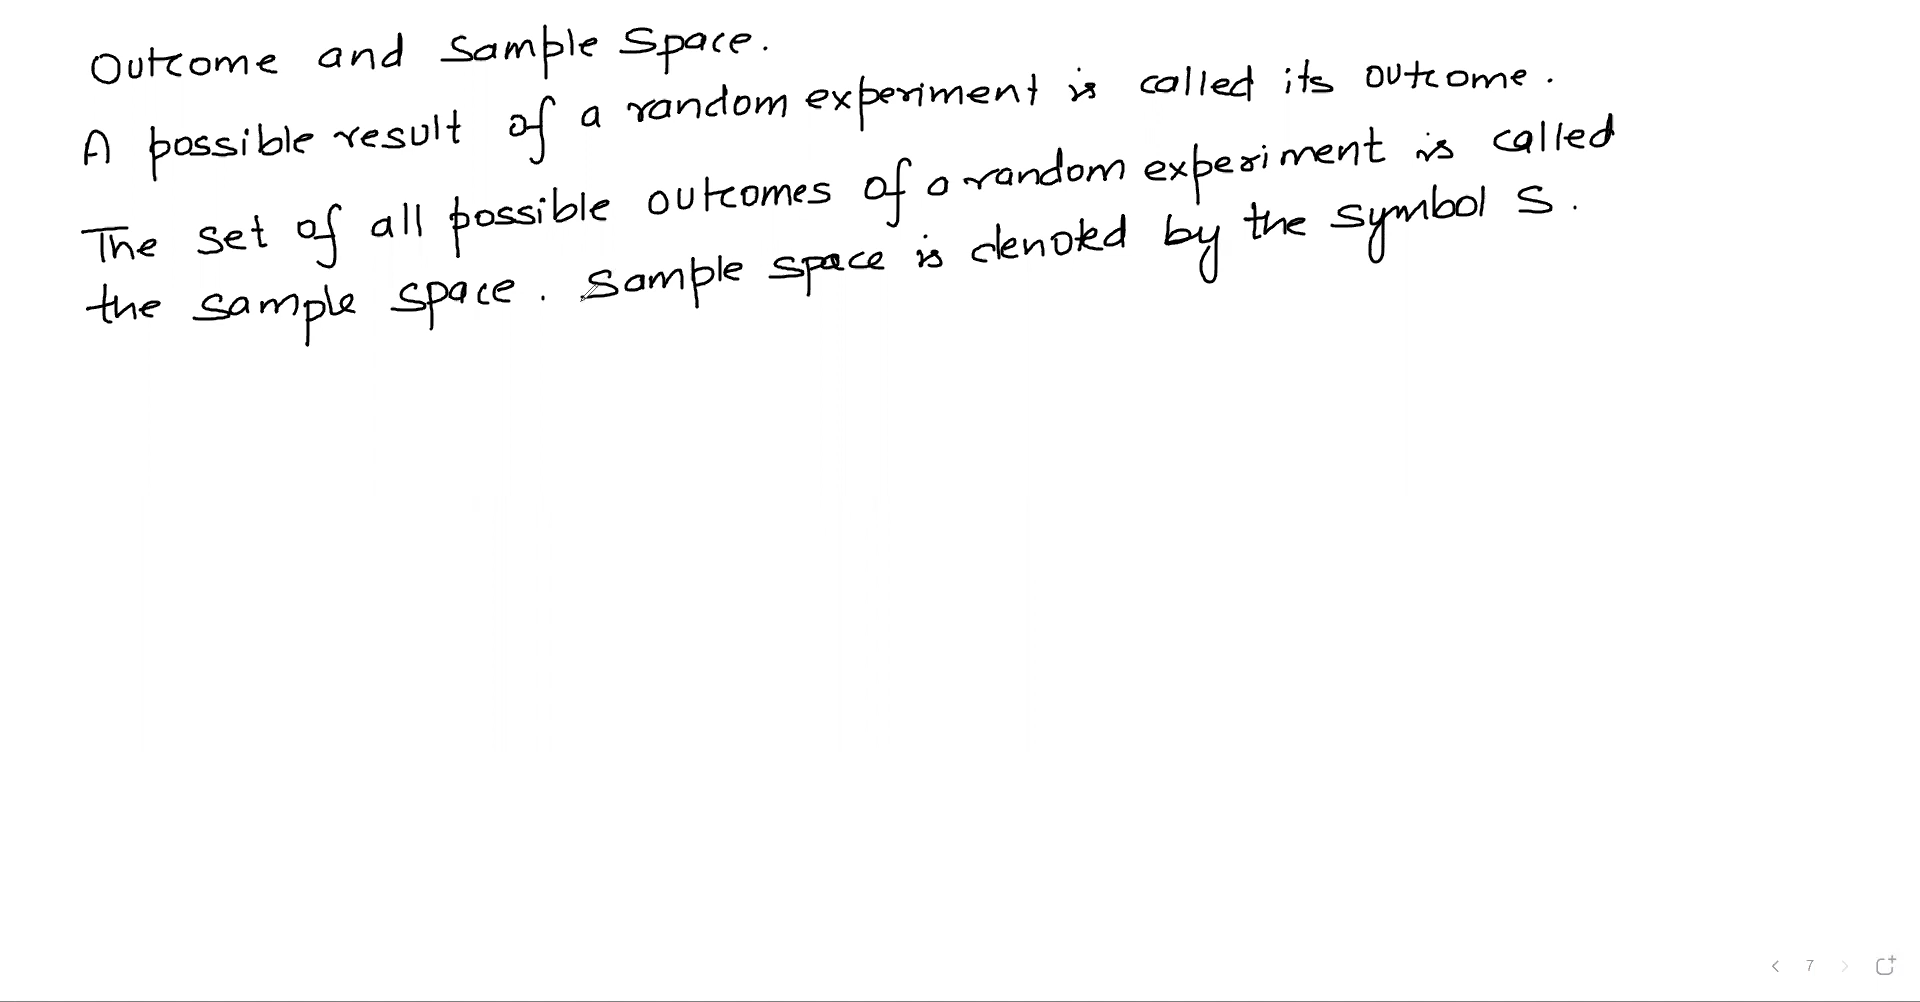 Outcome and Sample Space.
A possible result of a random experiment is called its outcome.
The set of all possible outcomes of a random experiment is called
the sample space. Sample space is denoted by the symbol S.
7